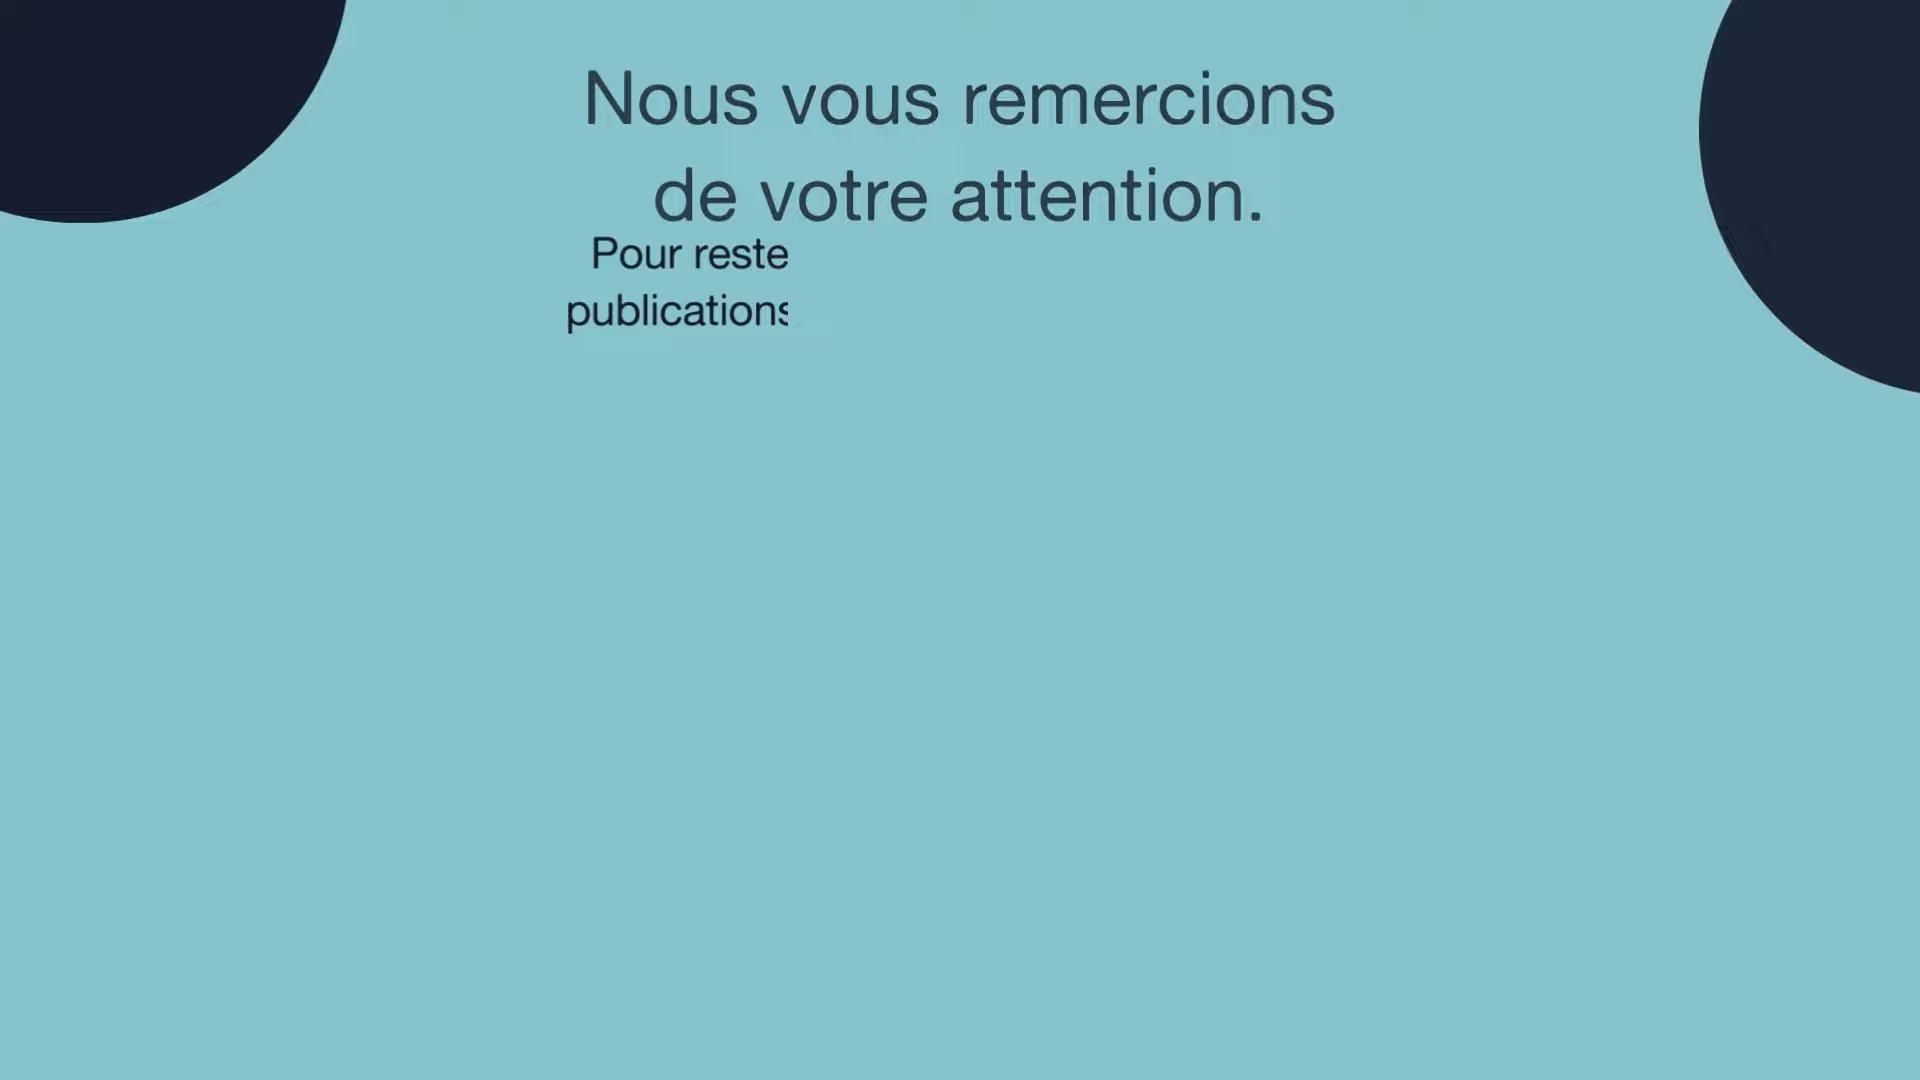 Nous vous remercions
de votre attention.
Pour reste
publications